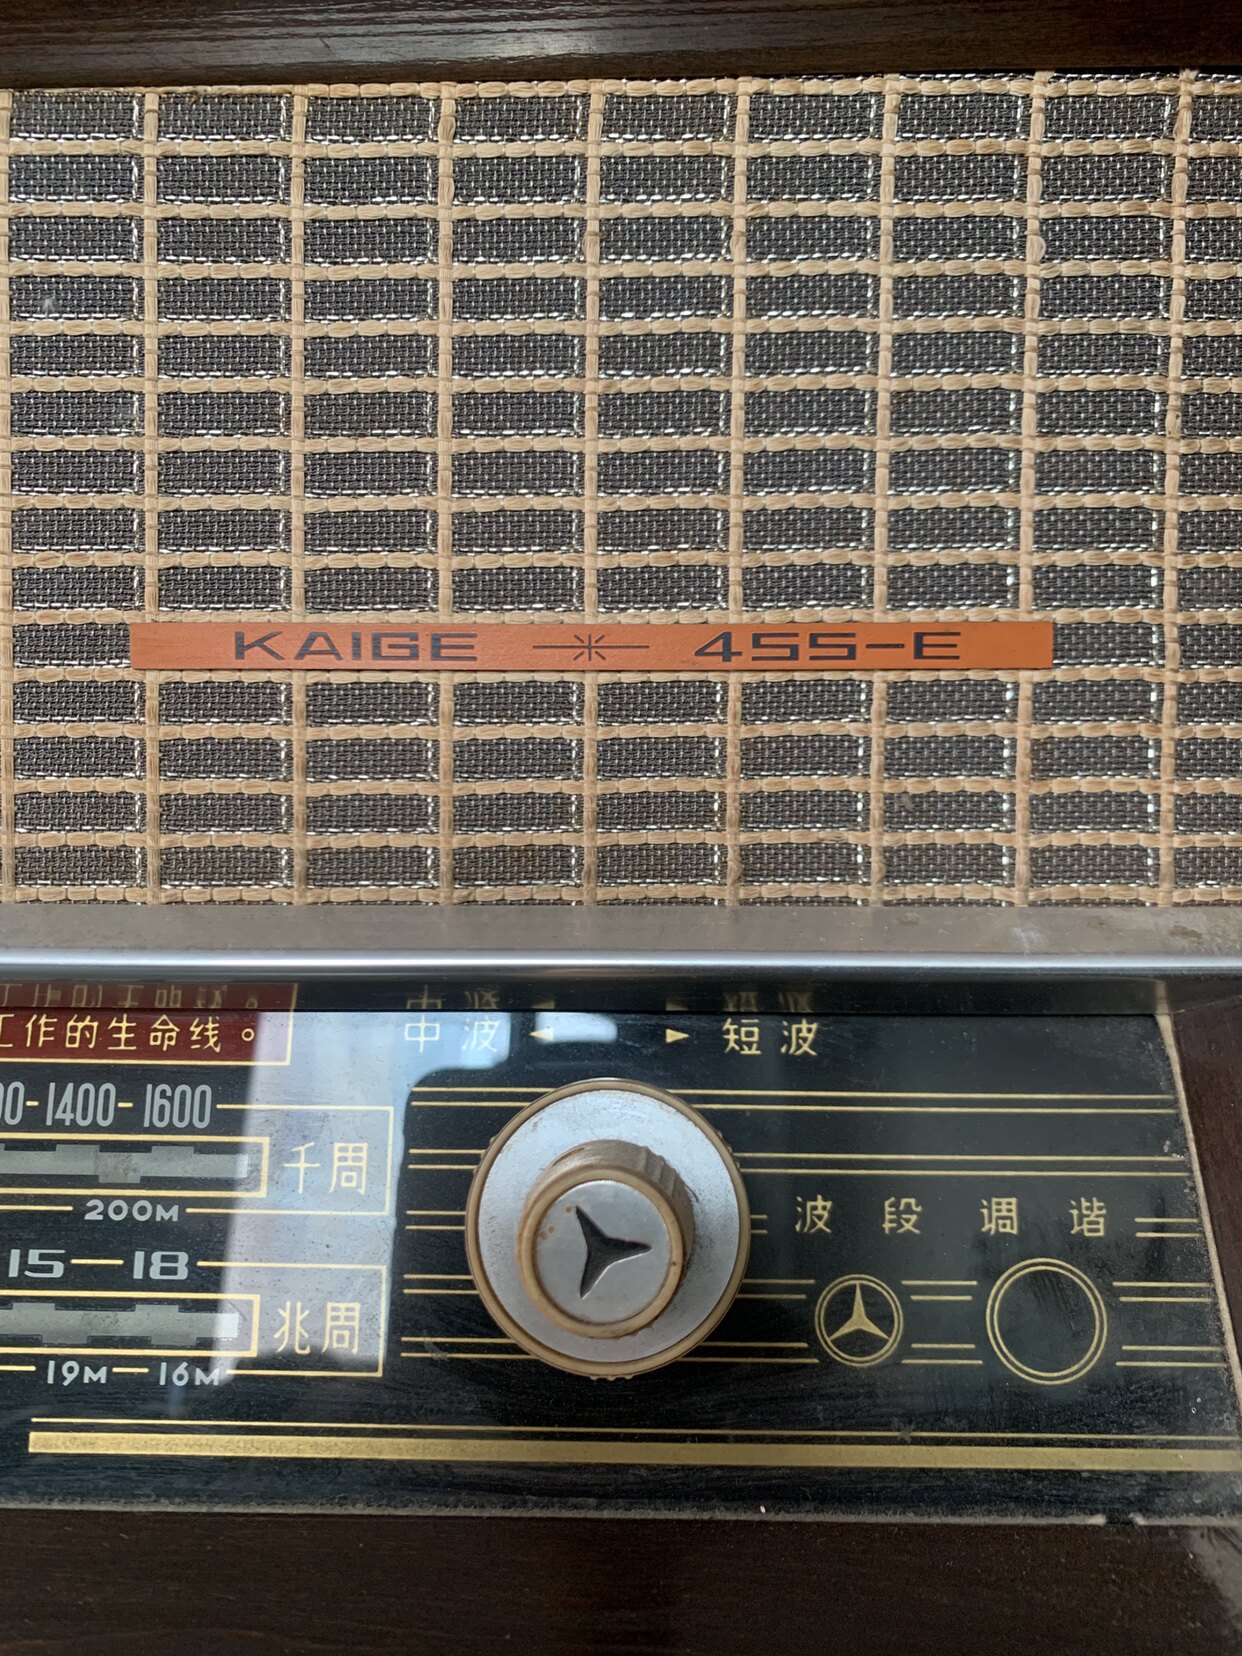 KAIGE 455-E
工作的生命线。
中波 短波
00-1400-1600
千周
200M
波段调谐
15-18
兆周
19M-16M